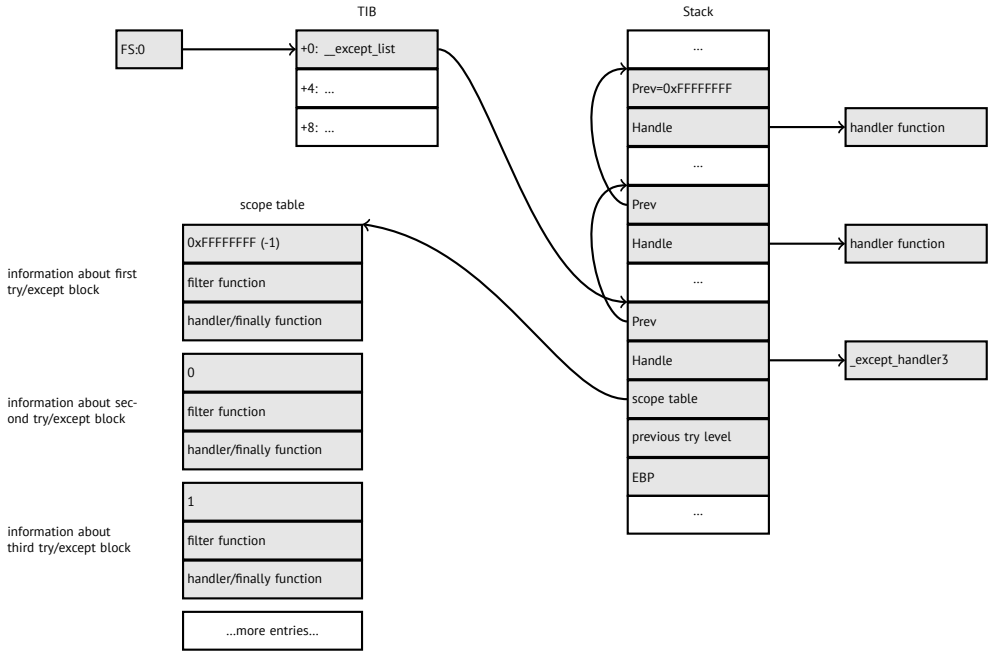 TIB
FS:0
+0: __except_list
+4: ...
+8: ...
Stack
...
Prev=0xFFFFFFFF
Handle
handler function
...
Prev
Handle
handler function
...
Prev
Handle
_except_handler3
scope table
previous try level
EBP
...
scope table
information about first
try/except block
0xFFFFFFFF (-1)
filter function
handler/finally function
information about sec-
ond try/except block
0
filter function
handler/finally function
information about
third try/except block
1
filter function
handler/finally function
...more entries...